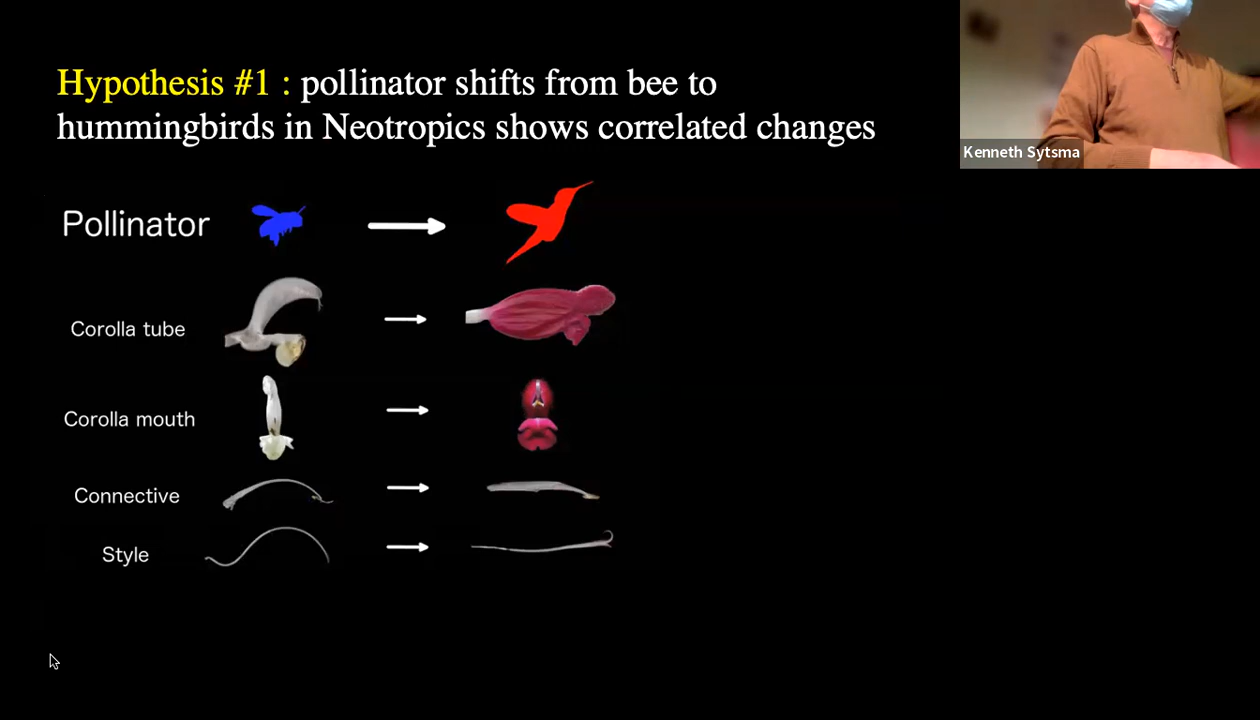 Hypothesis #1 : pollinator shifts from bee to
hummingbirds in Neotropics shows correlated changes
Kenneth Sytsma
Pollinator
Corolla tube
Corolla mouth
Connective
Style